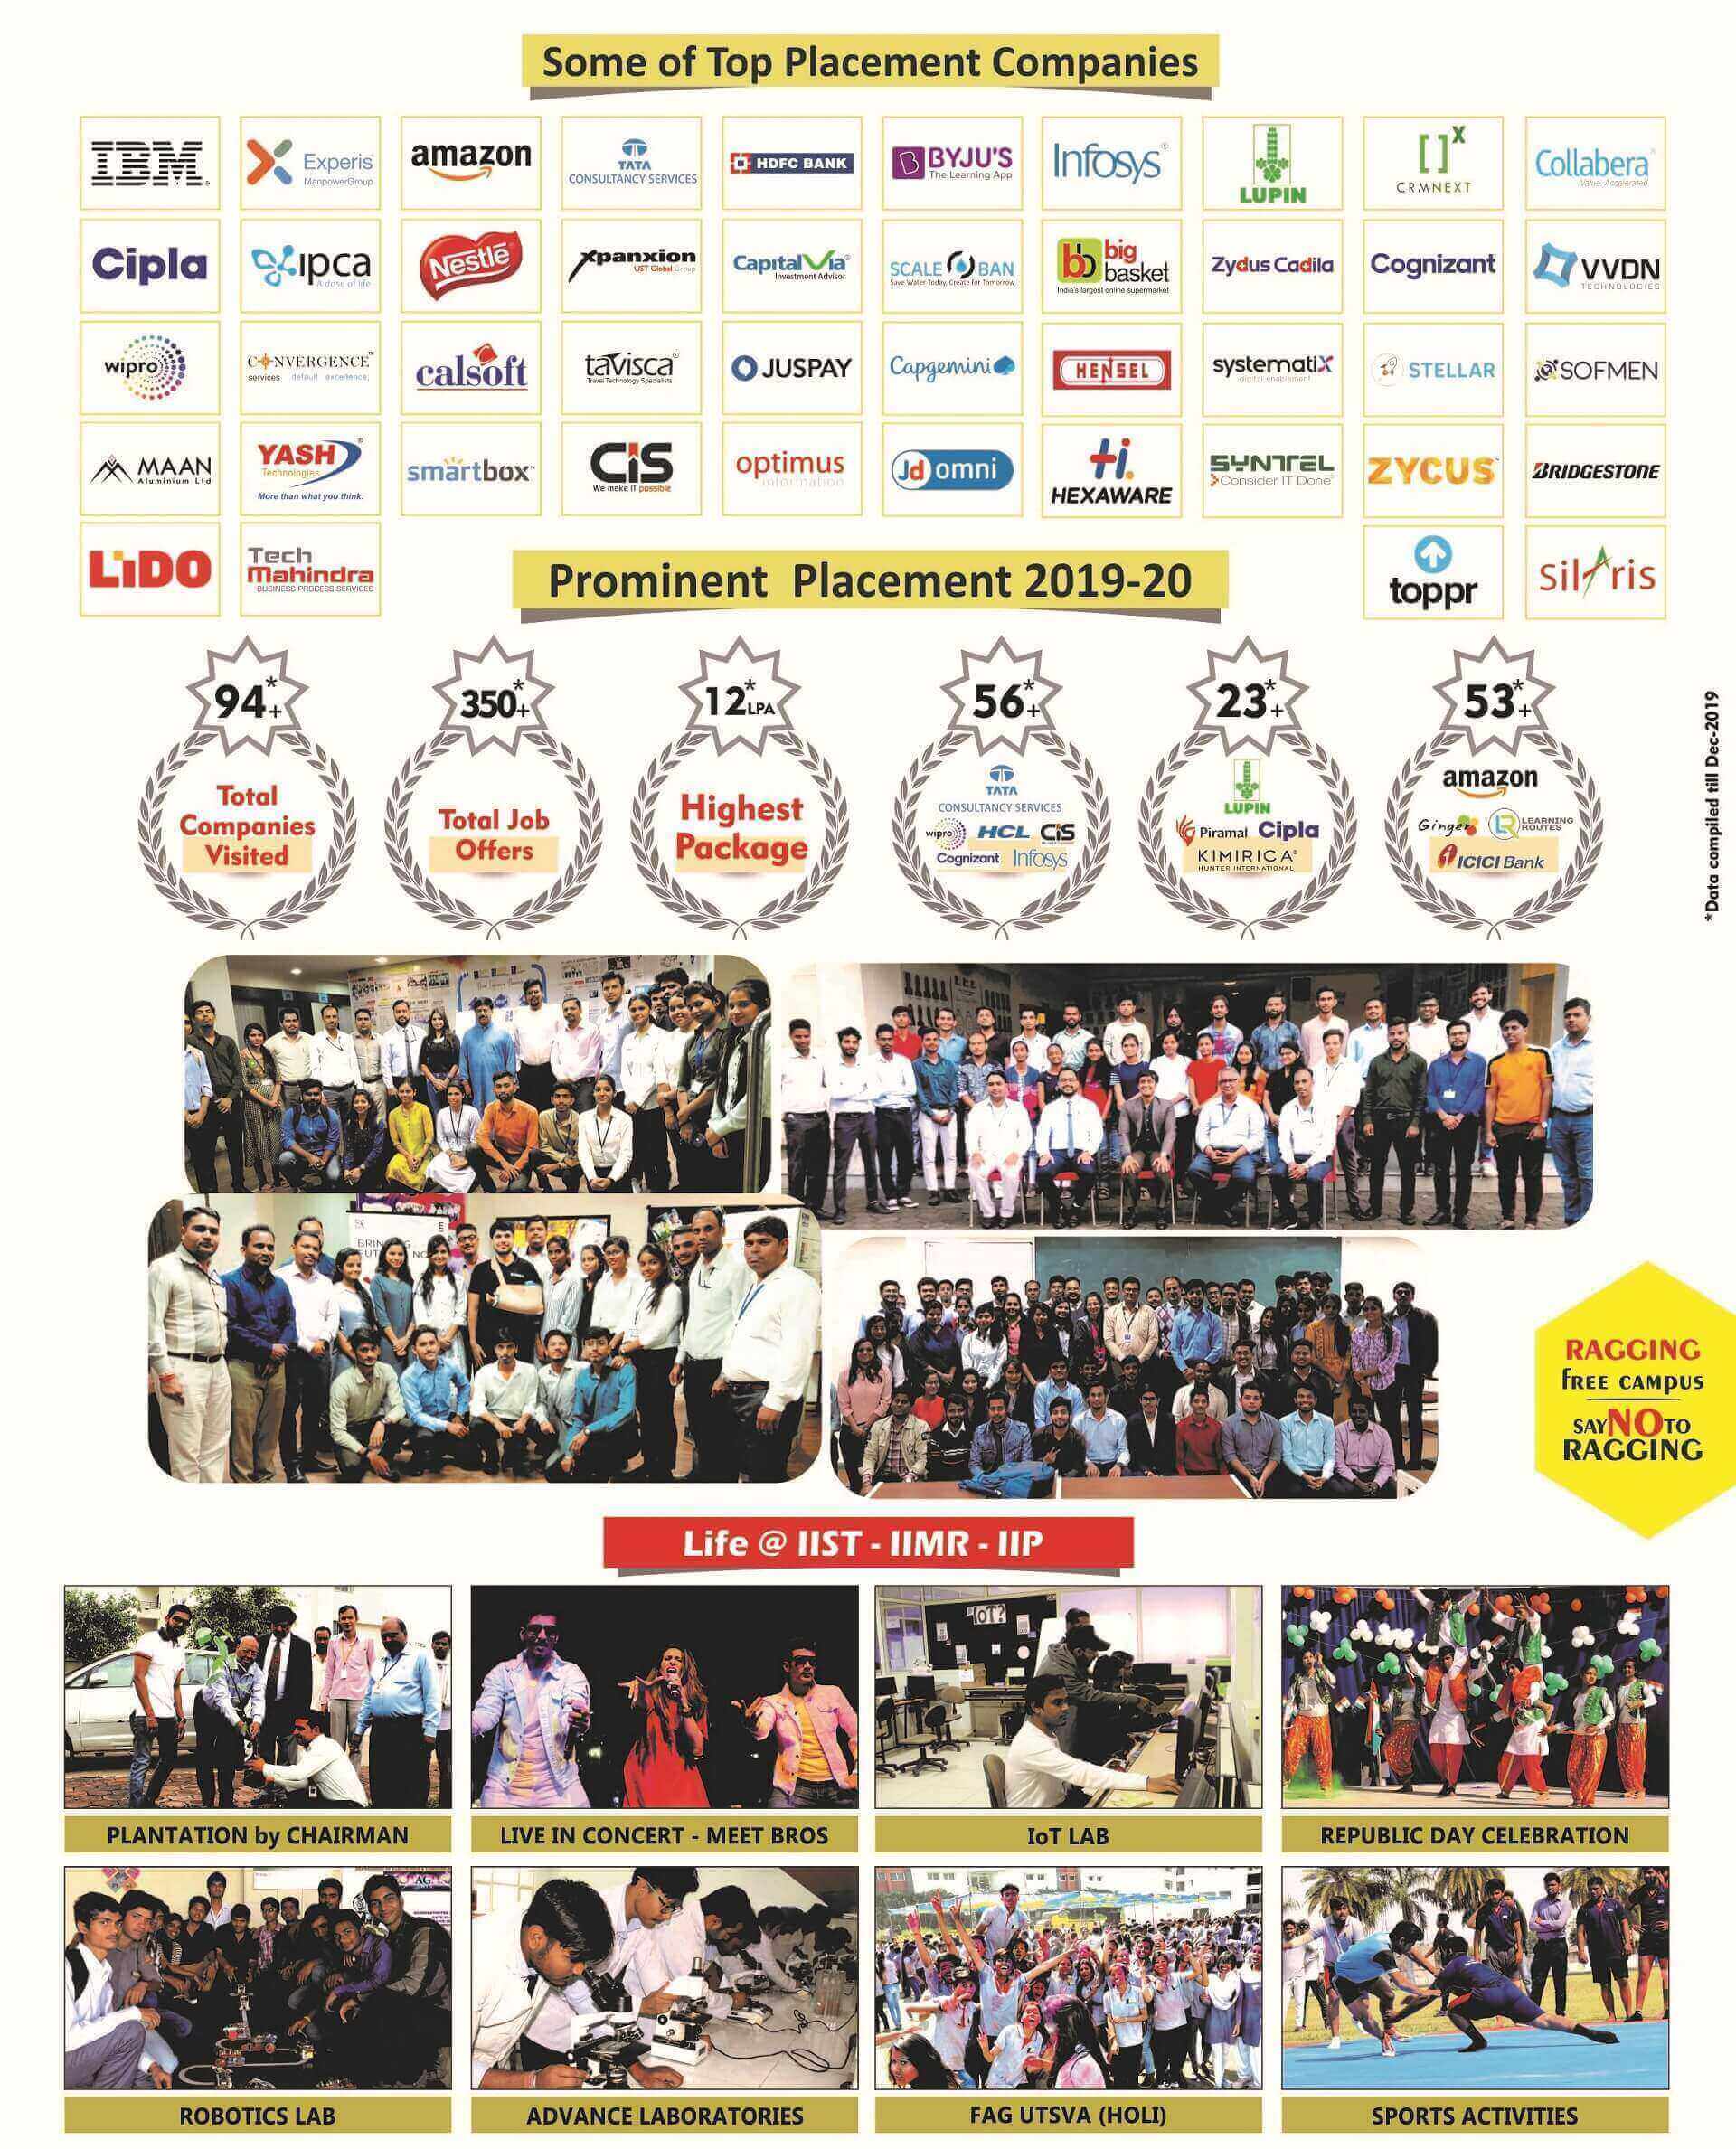 Some of Top Placement Companies
IBM
Experis
ManpowerGroup
amazon
TATA
CONSULTANCY SERVICES
HDFC BANK
BYJU'S
The Learning App
Infosys
LUPIN
CRMNEXT
Collabera
Value. Accelerated.
Cipla
ipca
A dose of life
Nestlé
Xpanxion
UST Global Group
CapitalVia
Investment Advisor
SCALE BAN
Save Water Today, Create for Tomorrow
bb big basket
India's largest online supermarket
Zydus Cadila
Cognizant
VVDN
TECHNOLOGIES
wipro
CONVERGENCE
services default excellence;
calsoft
tavisca
Travel Technology Specialists
JUSPAY
Capgemini
HENSEL
systematix
digital enablement
STELLAR
SOFMEN
MAAN
Aluminium Ltd
YASH
Technologies
More than what you think.
smartbox
CIS
We make IT possible
optimus
information
Jd omni
Hi.
HEXAWARE
SYNTEL
Consider IT Done
ZYCUS
BRIDGESTONE
LiDO
Tech
Mahindra
BUSINESS PROCESS SERVICES
toppr
silAris
Prominent Placement 2019-20
94*+
Total
Companies
Visited
350*+
Total Job
Offers
12*LPA
Highest
Package
56*+
TATA
CONSULTANCY SERVICES
wipro HCL CIS
Cognizant Infosys
23*+
LUPIN
Piramal Cipla
KIMIRICA
HUNTER INTERNATIONAL
53*+
amazon
Ginger LR LEARNING ROUTES
ICICI Bank
*Data compiled till Dec-2019
RAGGING
fREE CAMPUS
SAY NO TO
RAGGING
Life @ IIST - IIMR - IIP
IOT?
PLANTATION by CHAIRMAN
LIVE IN CONCERT - MEET BROS
IoT LAB
REPUBLIC DAY CELEBRATION
ROBOTICS LAB
ADVANCE LABORATORIES
FAG UTSVA (HOLI)
SPORTS ACTIVITIES